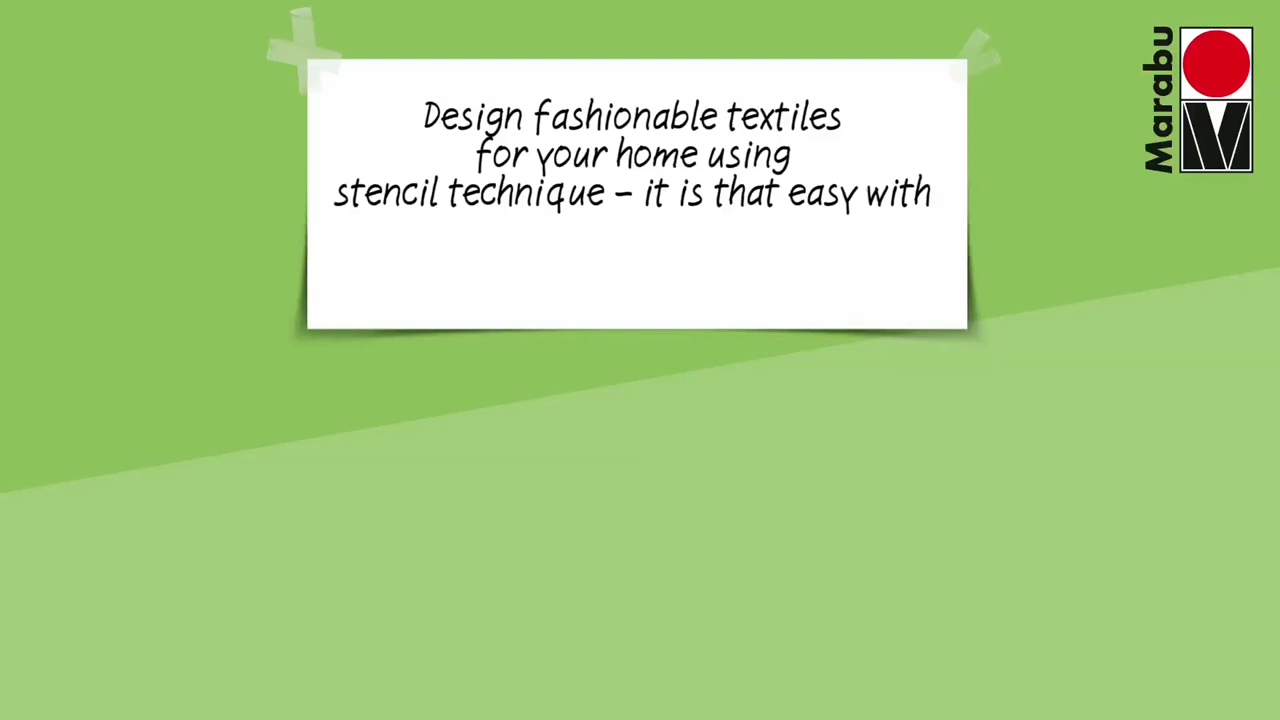 Design fashionable textiles
for your home using
stencil technique – it is that easy with
Marabu